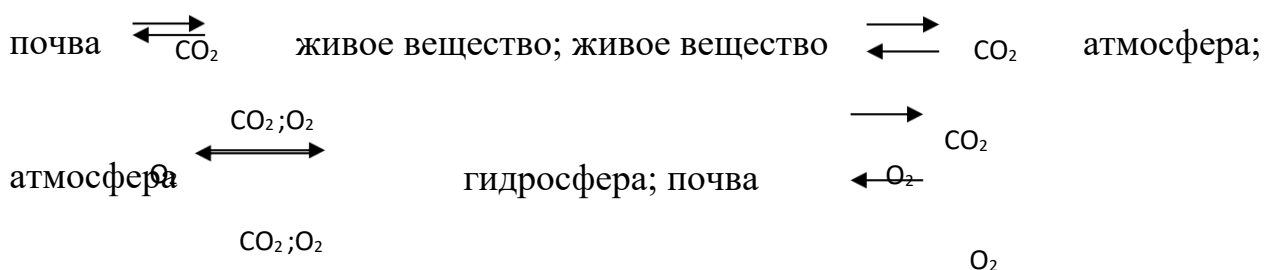 почва CO₂ живое вещество; живое вещество CO₂ атмосфера;
CO₂ ;O₂ CO₂
атмосфера O₂ гидросфера; почва O₂
CO₂ ;O₂ O₂